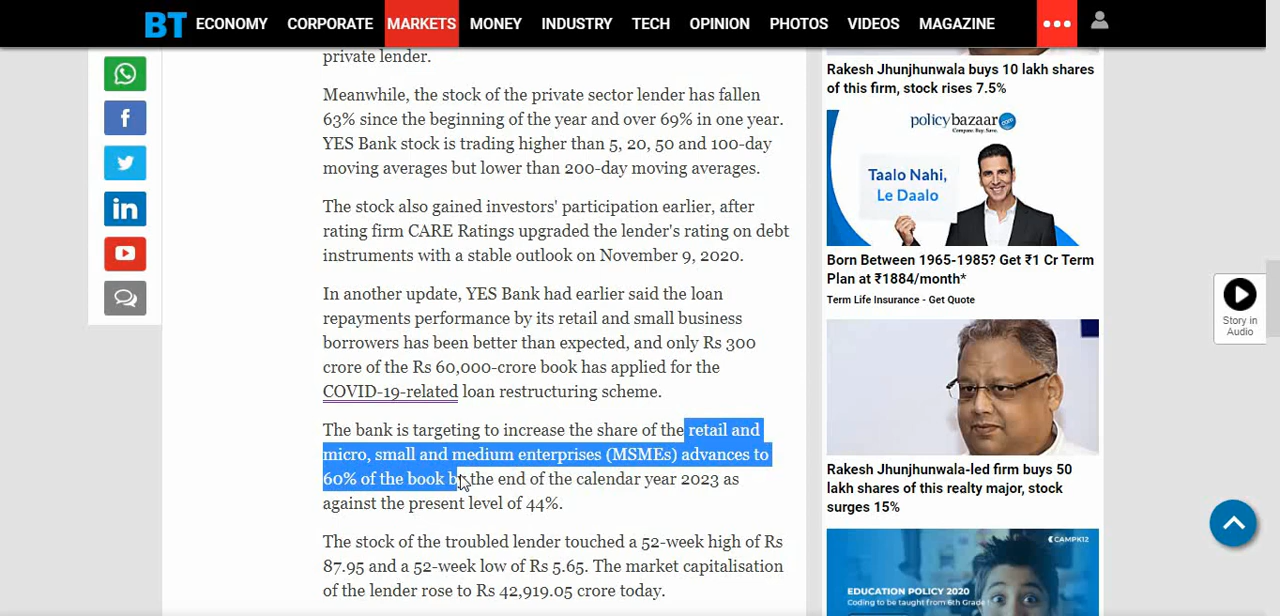 BT ECONOMY CORPORATE MARKETS MONEY INDUSTRY TECH OPINION PHOTOS VIDEOS MAGAZINE
private lender.
Meanwhile, the stock of the private sector lender has fallen
63% since the beginning of the year and over 69% in one year.
YES Bank stock is trading higher than 5, 20, 50 and 100-day
moving averages but lower than 200-day moving averages.
The stock also gained investors' participation earlier, after
rating firm CARE Ratings upgraded the lender's rating on debt
instruments with a stable outlook on November 9, 2020.
In another update, YES Bank had earlier said the loan
repayments performance by its retail and small business
borrowers has been better than expected, and only Rs 300
crore of the Rs 60,000-crore book has applied for the
COVID-19-related loan restructuring scheme.
The bank is targeting to increase the share of the retail and
micro, small and medium enterprises (MSMEs) advances to
60% of the book by the end of the calendar year 2023 as
against the present level of 44%.
The stock of the troubled lender touched a 52-week high of Rs
87.95 and a 52-week low of Rs 5.65. The market capitalisation
of the lender rose to Rs 42,919.05 crore today.
Rakesh Jhunjhunwala buys 10 lakh shares
of this firm, stock rises 7.5%
policybazaar.com
Compare. Buy. Save.
Taalo Nahi,
Le Daalo
Born Between 1965-1985? Get ₹1 Cr Term
Plan at ₹1884/month*
Term Life Insurance - Get Quote
Rakesh Jhunjhunwala-led firm buys 50
lakh shares of this realty major, stock
surges 15%
CAMPK12
EDUCATION POLICY 2020
Coding to be taught from 6th Grade
Story in
Audio